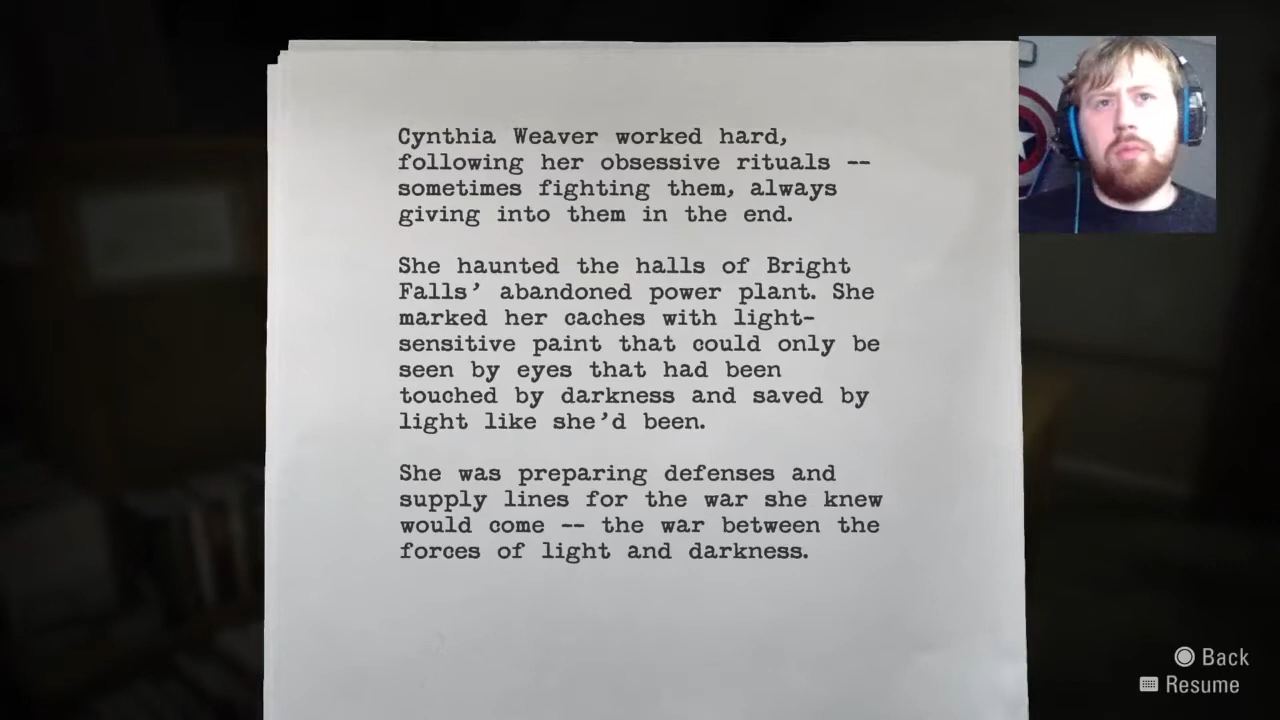 Cynthia Weaver worked hard,
following her obsessive rituals --
sometimes fighting them, always
giving into them in the end.
She haunted the halls of Bright
Falls’ abandoned power plant. She
marked her caches with light-
sensitive paint that could only be
seen by eyes that had been
touched by darkness and saved by
light like she’d been.
She was preparing defenses and
supply lines for the war she knew
would come -- the war between the
forces of light and darkness.
Back
Resume